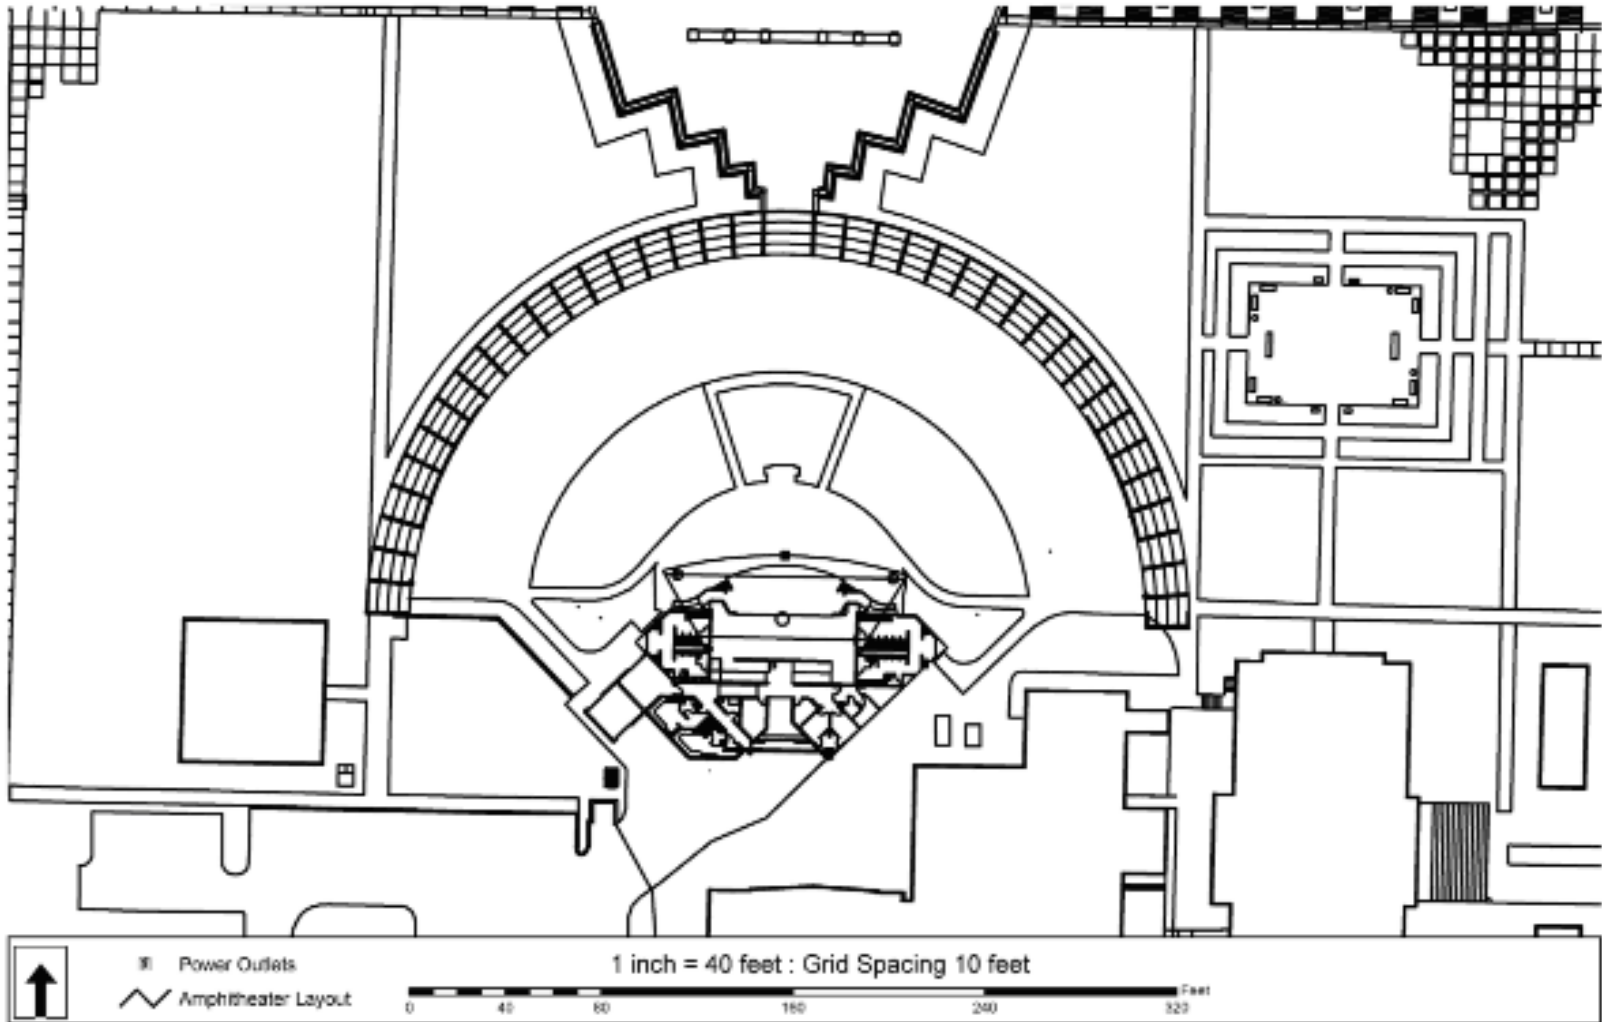 Power Outlets
1 inch = 40 feet : Grid Spacing 10 feet
Amphitheater Layout
Feet
0 40 80 160 240 320